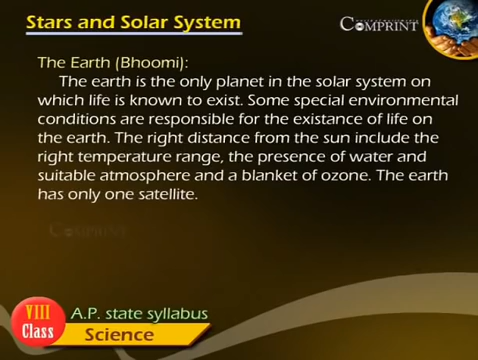 Stars and Solar System
COMPRINT
The Earth (Bhoomi):
The earth is the only planet in the solar system on
which life is known to exist. Some special environmental
conditions are responsible for the existance of life on
the earth. The right distance from the sun include the
right temperature range, the presence of water and
suitable atmosphere and a blanket of ozone. The earth
has only one satellite.
COMPRINT
VIII
Class
A.P. state syllabus
Science